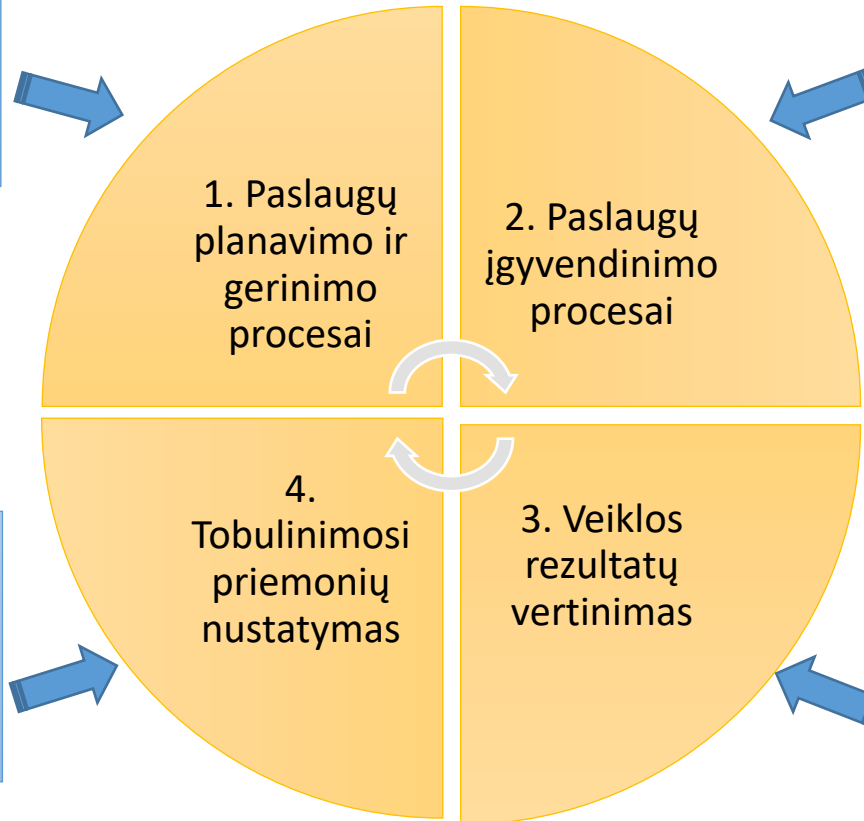 1. Paslaugų
planavimo ir
gerinimo
procesai
2. Paslaugų
įgyvendinimo
procesai
3. Veiklos
rezultatų
vertinimas
4.
Tobulinimosi
priemonių
nustatymas